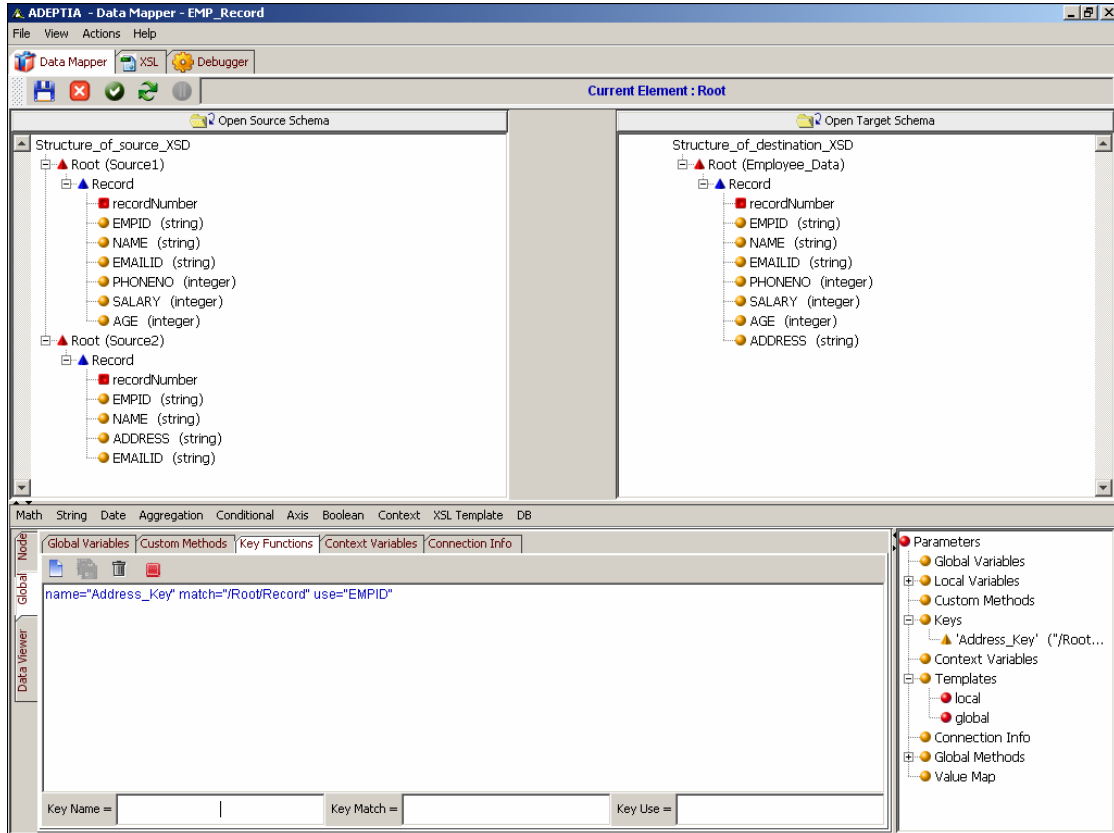 ADEPTIA - Data Mapper - EMP_Record
File View Actions Help
Data Mapper XSL Debugger
Current Element : Root
Open Source Schema Open Target Schema
Structure_of_source_XSD
Root (Source1)
Record
recordNumber
EMPID (string)
NAME (string)
EMAILID (string)
PHONENO (integer)
SALARY (integer)
AGE (integer)
Root (Source2)
Record
recordNumber
EMPID (string)
NAME (string)
ADDRESS (string)
EMAILID (string)
Structure_of_destination_XSD
Root (Employee_Data)
Record
recordNumber
EMPID (string)
NAME (string)
EMAILID (string)
PHONENO (integer)
SALARY (integer)
AGE (integer)
ADDRESS (string)
Math String Date Aggregation Conditional Axis Boolean Context XSL Template DB
Node
Global
Data Viewer
Global Variables Custom Methods Key Functions Context Variables Connection Info
name="Address_Key" match="/Root/Record" use="EMPID"
Key Name = Key Match = Key Use =
Parameters
Global Variables
Local Variables
Custom Methods
Keys
'Address_Key' ("/Root...
Context Variables
Templates
local
global
Connection Info
Global Methods
Value Map